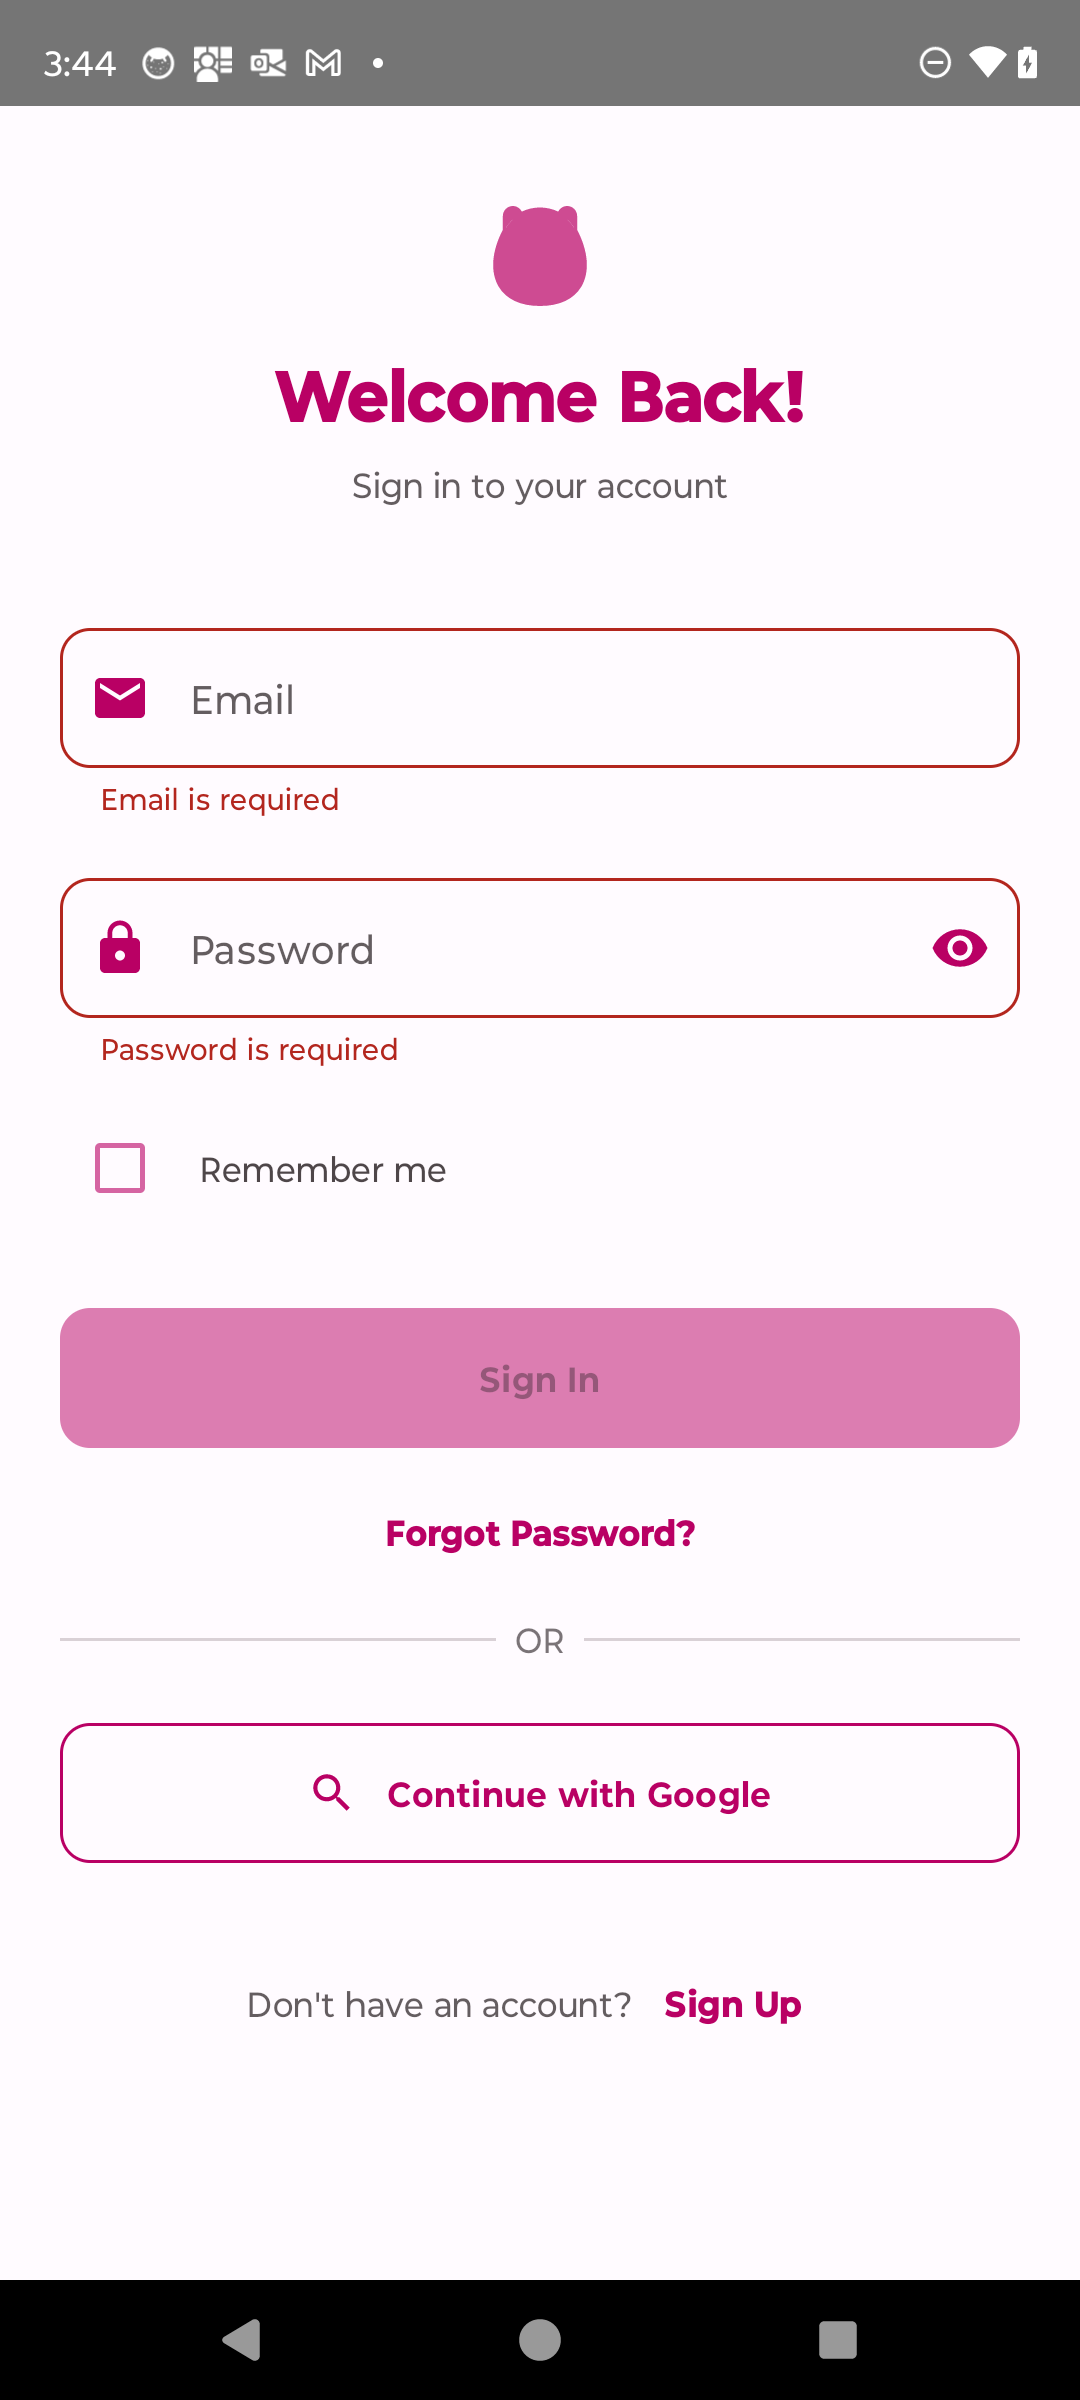 3:44
Welcome Back!
Sign in to your account
Email
Email is required
Password
Password is required
Remember me
Sign In
Forgot Password?
OR
Continue with Google
Don't have an account? Sign Up